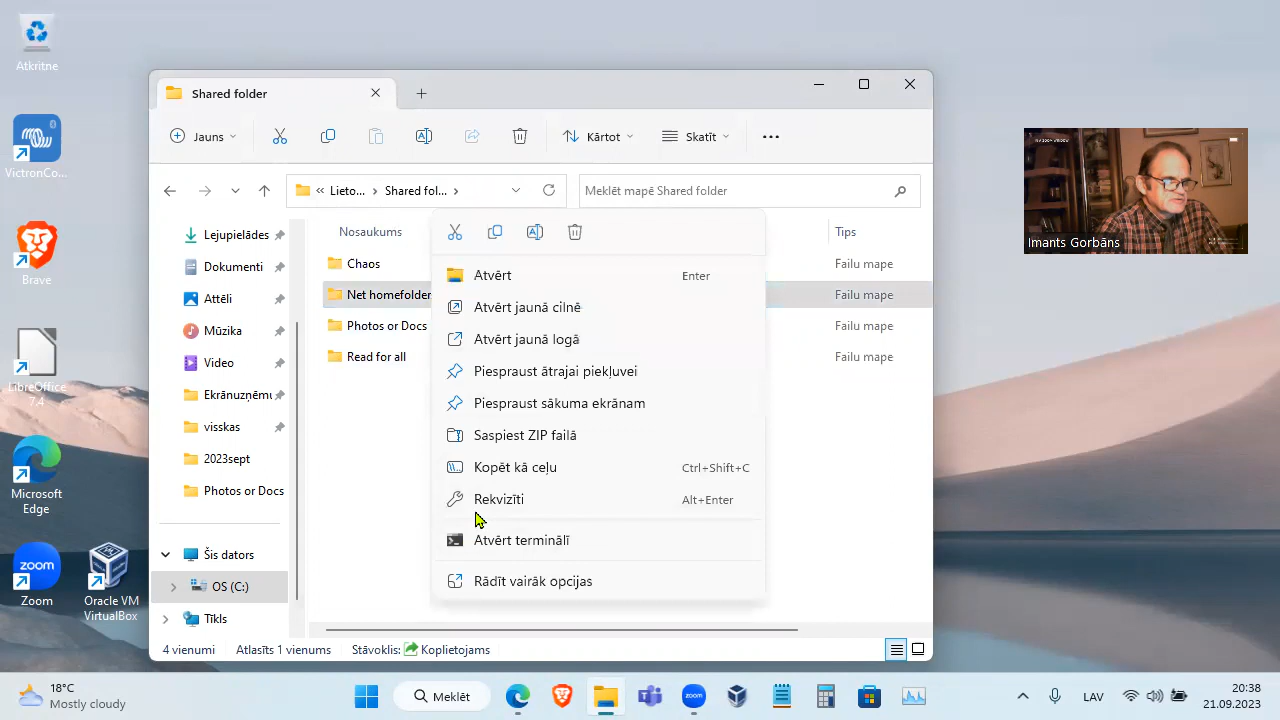 Atkritne
VictronCo...
Brave
LibreOffice
7.4
Microsoft
Edge
Zoom
Oracle VM
VirtualBox
Shared folder
Jauns
Kārtot
Skatīt
Lieto...
Shared fol...
Meklēt mapē Shared folder
Lejupielādes
Dokumenti
Attēli
Mūzika
Video
Ekrānuzņēmu
visskas
2023sept
Photos or Docs
Šis dators
OS (C:)
Tīkls
Nosaukums
Tips
Chaos
Failu mape
Net homefolder
Failu mape
Photos or Docs
Failu mape
Read for all
Failu mape
Atvērt Enter
Atvērt jaunā cilnē
Atvērt jaunā logā
Piespraust ātrajai piekļuvei
Piespraust sākuma ekrānam
Saspiest ZIP failā
Kopēt kā ceļu Ctrl+Shift+C
Rekvizīti Alt+Enter
Atvērt terminālī
Rādīt vairāk opcijas
4 vienumi Atlasīts 1 vienums Stāvoklis: Koplietojams
Imants Gorbāns
18°C
Mostly cloudy
Meklēt
LAV
20:38
21.09.2023